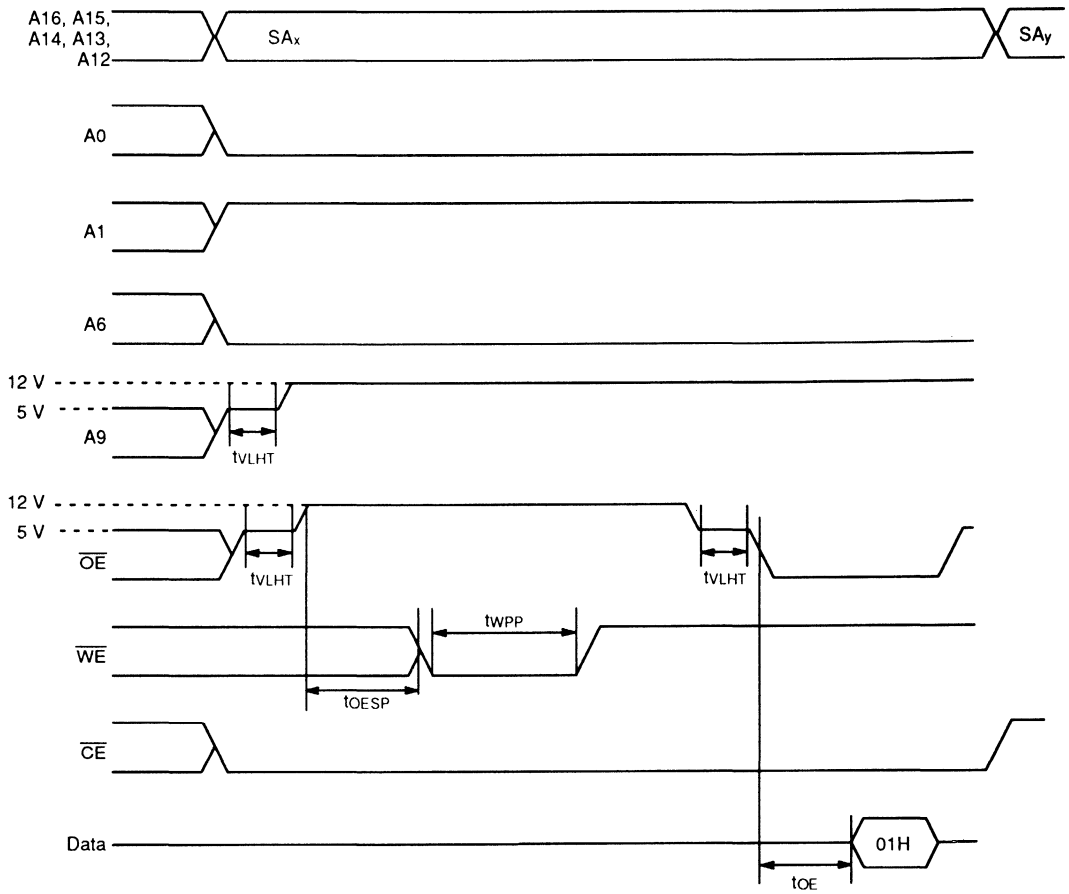 A16, A15,
A14, A13,
A12
SAx
SAy
A0
A1
A6
12 V
5 V
A9
tVLHT
12 V
5 V
OE
tVLHT
tVLHT
tWPP
WE
tOESP
CE
Data
01H
tOE